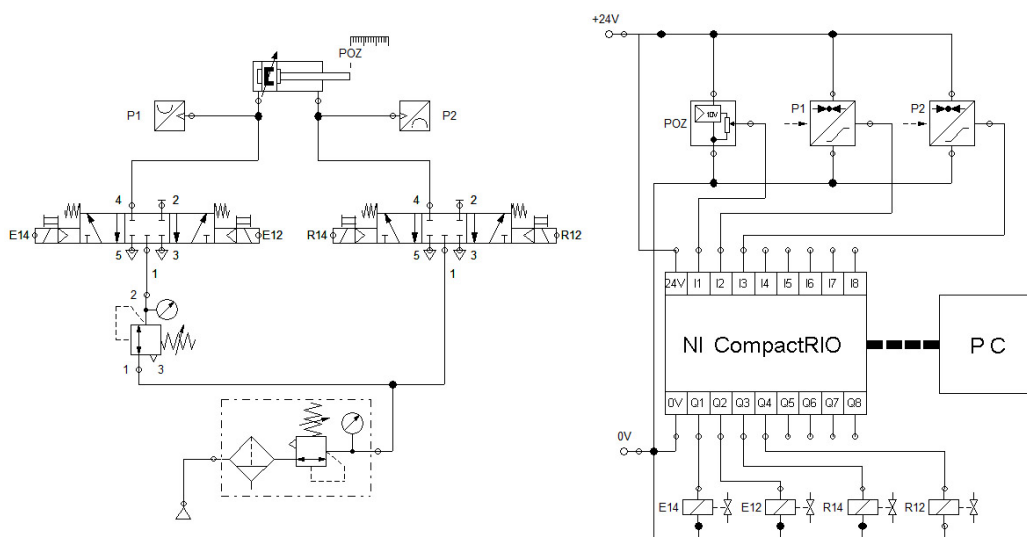 POZ
P1
P2
4
2
4
2
E14
E12
R14
R12
5
3
5
3
1
1
2
1
3
+24V
POZ
10V
P1
P2
24V I1 I2 I3 I4 I5 I6 I7 I8
NI CompactRIO
PC
0V Q1 Q2 Q3 Q4 Q5 Q6 Q7 Q8
0V
E14
E12
R14
R12